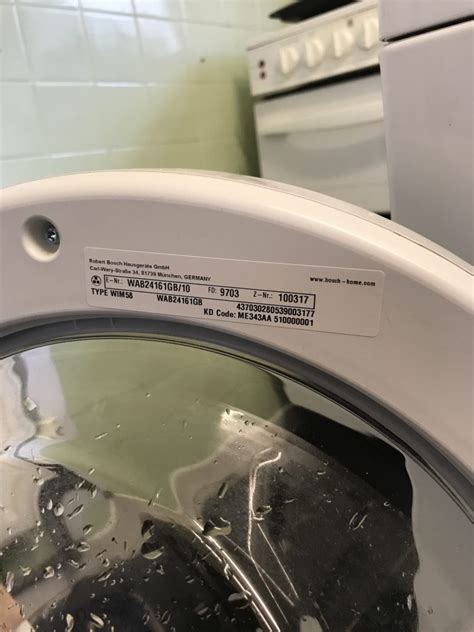 Robert Bosch Hausgeräte GmbH
Carl-Wery-Straße 34, 81739 München, GERMANY
www.bosch-home.com
E-Nr.: WAB24161GB/10 FD: 9703 Z-Nr.: 100317
TYPE WIM58 WAB24161GB 437030280539003177
KD Code: ME343AA 510000001